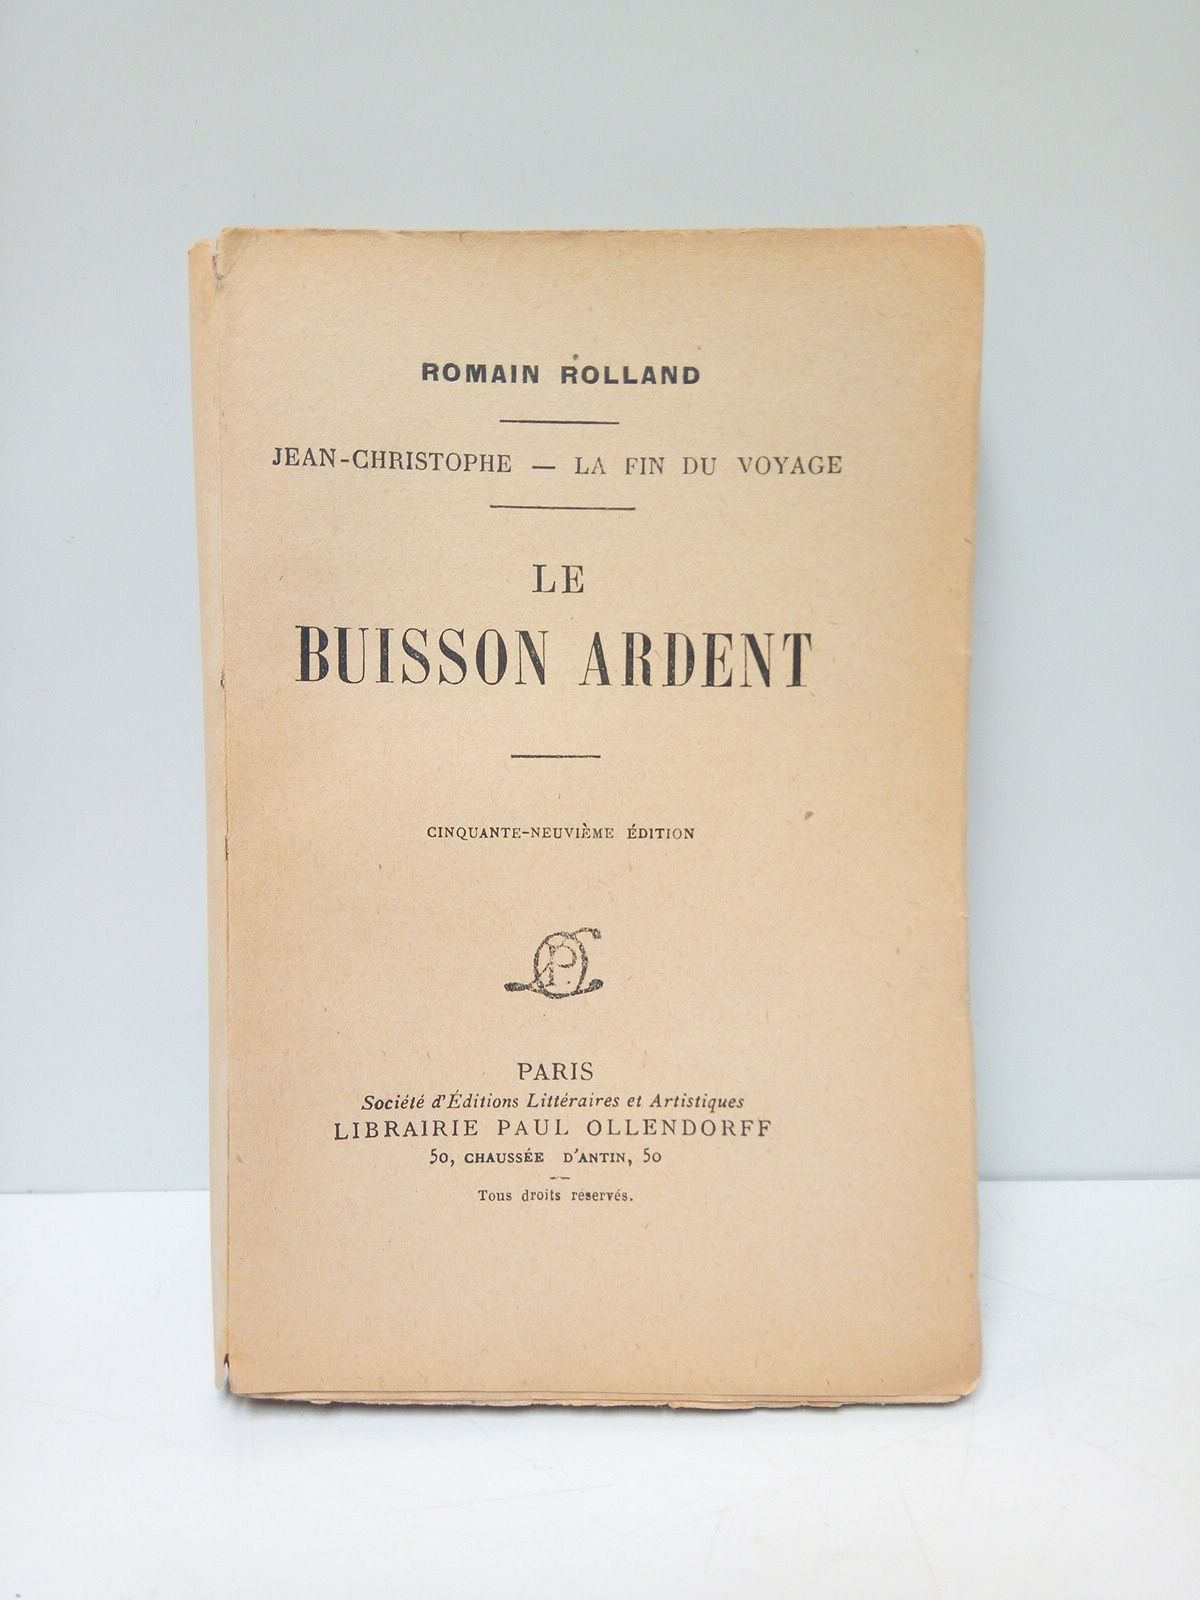 ROMAIN ROLLAND
JEAN-CHRISTOPHE — LA FIN DU VOYAGE
LE
BUISSON ARDENT
CINQUANTE-NEUVIÈME ÉDITION
PARIS
Société d'Éditions Littéraires et Artistiques
LIBRAIRIE PAUL OLLENDORFF
50, CHAUSSÉE D'ANTIN, 50
Tous droits réservés.